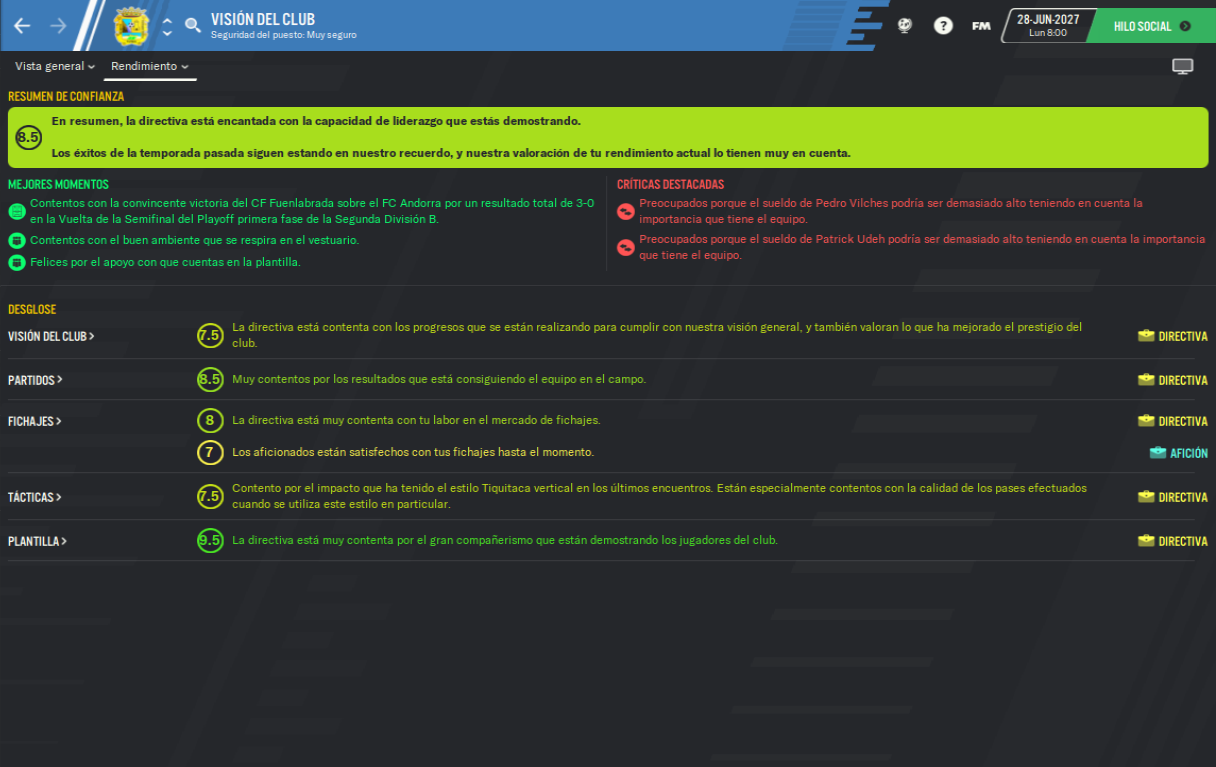 VISIÓN DEL CLUB
Seguridad del puesto: Muy seguro
?
FM
28-JUN-2027
Lun 8:00
HILO SOCIAL
Vista general
Rendimiento
RESUMEN DE CONFIANZA
8.5
En resumen, la directiva está encantada con la capacidad de liderazgo que estás demostrando.
Los éxitos de la temporada pasada siguen estando en nuestro recuerdo, y nuestra valoración de tu rendimiento actual lo tienen muy en cuenta.
MEJORES MOMENTOS
Contentos con la convincente victoria del CF Fuenlabrada sobre el FC Andorra por un resultado total de 3-0
en la Vuelta de la Semifinal del Playoff primera fase de la Segunda División B.
Contentos con el buen ambiente que se respira en el vestuario.
Felices por el apoyo con que cuentas en la plantilla.
CRÍTICAS DESTACADAS
Preocupados porque el sueldo de Pedro Vilches podría ser demasiado alto teniendo en cuenta la
importancia que tiene el equipo.
Preocupados porque el sueldo de Patrick Udeh podría ser demasiado alto teniendo en cuenta la importancia
que tiene el equipo.
DESGLOSE
VISIÓN DEL CLUB >
7.5
La directiva está contenta con los progresos que se están realizando para cumplir con nuestra visión general, y también valoran lo que ha mejorado el prestigio del
club.
DIRECTIVA
PARTIDOS >
8.5
Muy contentos por los resultados que está consiguiendo el equipo en el campo.
DIRECTIVA
FICHAJES >
8
La directiva está muy contenta con tu labor en el mercado de fichajes.
DIRECTIVA
7
Los aficionados están satisfechos con tus fichajes hasta el momento.
AFICIÓN
TÁCTICAS >
7.5
Contento por el impacto que ha tenido el estilo Tiquitaca vertical en los últimos encuentros. Están especialmente contentos con la calidad de los pases efectuados
cuando se utiliza este estilo en particular.
DIRECTIVA
PLANTILLA >
9.5
La directiva está muy contenta por el gran compañerismo que están demostrando los jugadores del club.
DIRECTIVA